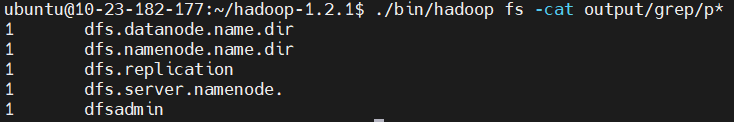 ubuntu@10-23-182-177:~/hadoop-1.2.1$ ./bin/hadoop fs -cat output/grep/p*
1	dfs.datanode.name.dir
1	dfs.namenode.name.dir
1	dfs.replication
1	dfs.server.namenode.
1	dfsadmin